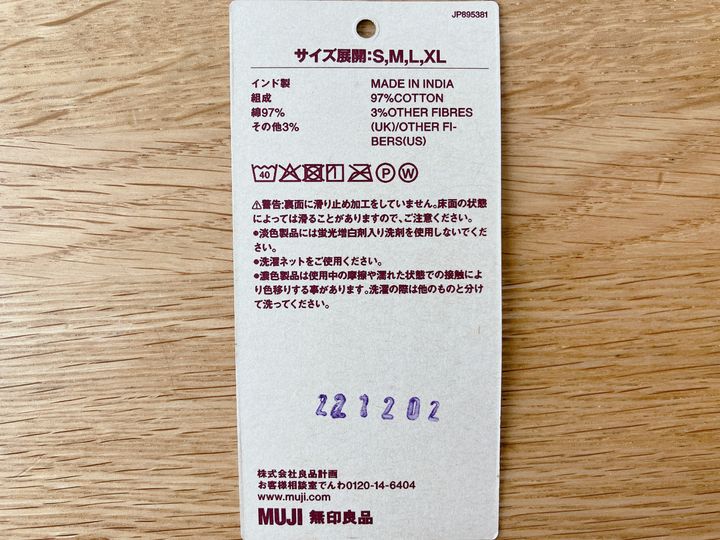 JP895381
サイズ展開:S,M,L,XL
インド製 MADE IN INDIA
組成 97%COTTON
綿97% 3%OTHER FIBRES
その他3% (UK)/OTHER FI-
BERS(US)
40 P W
⚠警告:裏面に滑り止め加工をしていません。床面の状態
によっては滑ることがありますので、ご注意ください。
●淡色製品には蛍光増白剤入り洗剤を使用しないでくだ
さい。
●洗濯ネットをご使用ください。
●濃色製品は使用中の摩擦や濡れた状態での接触によ
り色移りする事があります。洗濯の際は他のものと分け
て洗ってください。
221202
株式会社良品計画
お客様相談室でんわ0120-14-6404
www.muji.com
MUJI 無印良品